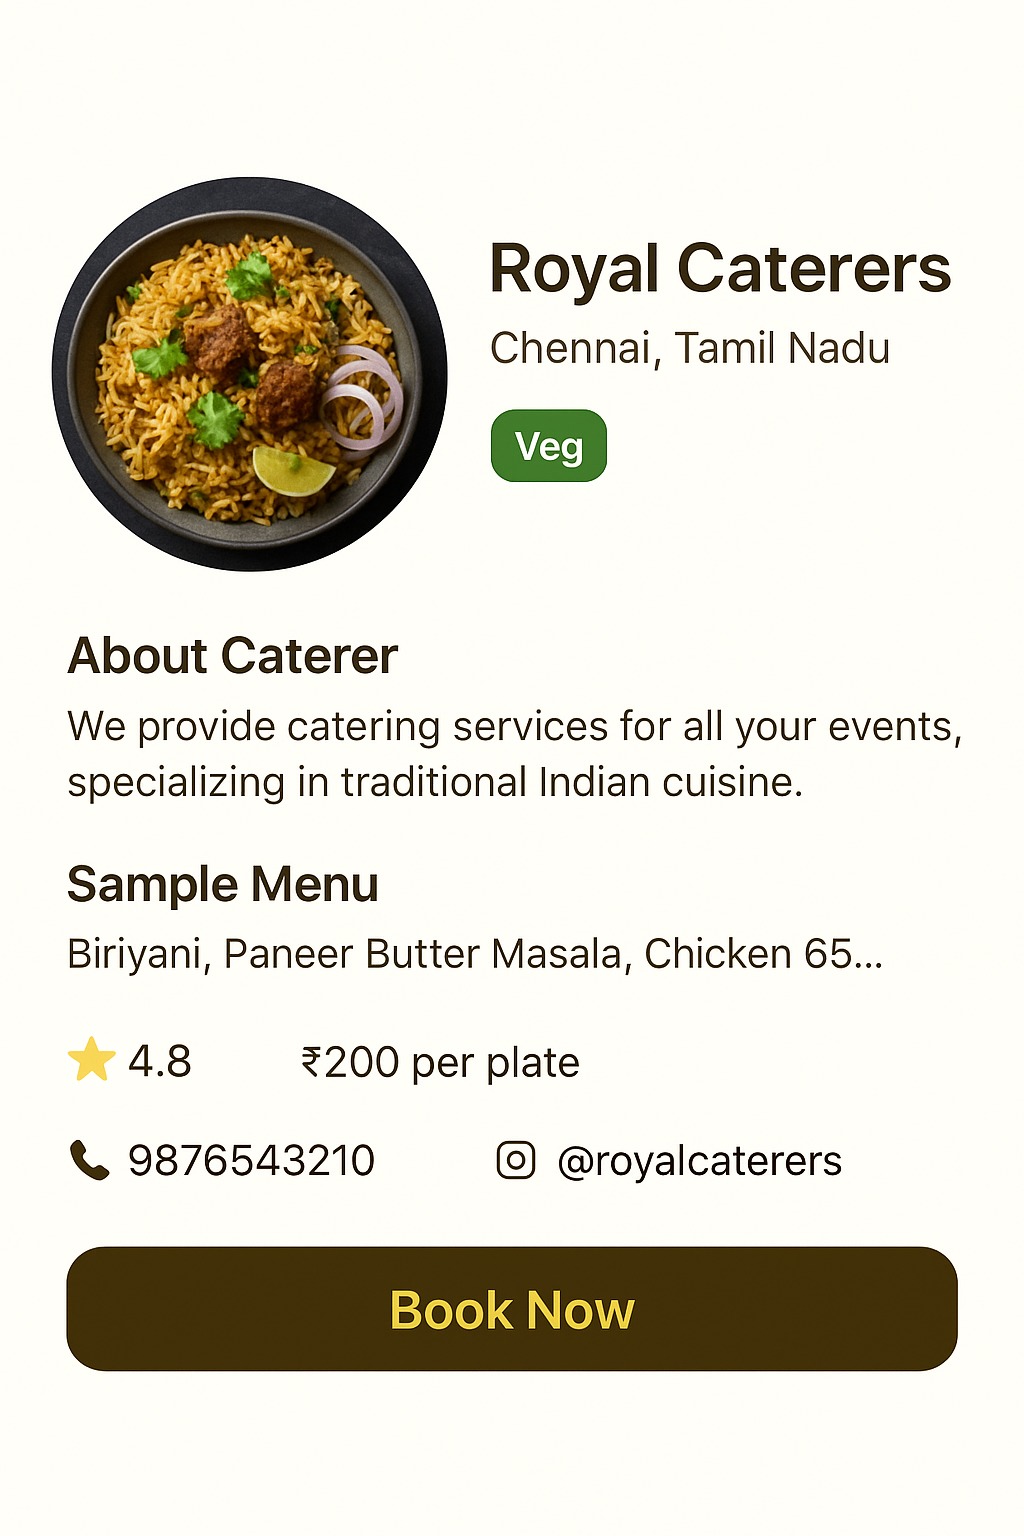 Royal Caterers
Chennai, Tamil Nadu
Veg
About Caterer
We provide catering services for all your events,
specializing in traditional Indian cuisine.
Sample Menu
Biriyani, Paneer Butter Masala, Chicken 65...
4.8
₹200 per plate
9876543210
@royalcaterers
Book Now